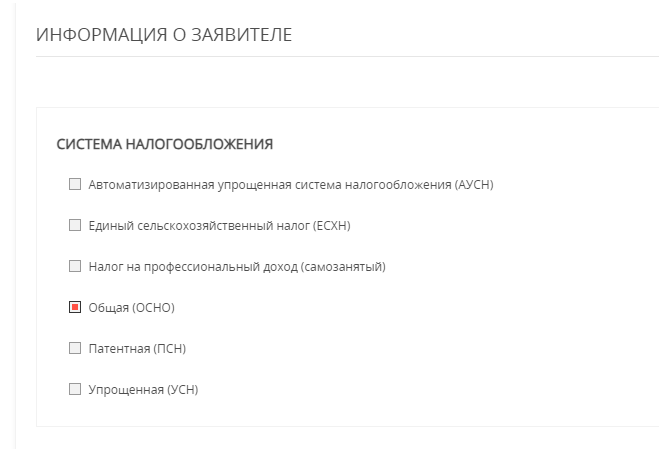 ИНФОРМАЦИЯ О ЗАЯВИТЕЛЕ
СИСТЕМА НАЛОГООБЛОЖЕНИЯ
Автоматизированная упрощенная система налогообложения (АУСН)
Единый сельскохозяйственный налог (ЕСХН)
Налог на профессиональный доход (самозанятый)
Общая (ОСНО)
Патентная (ПСН)
Упрощенная (УСН)